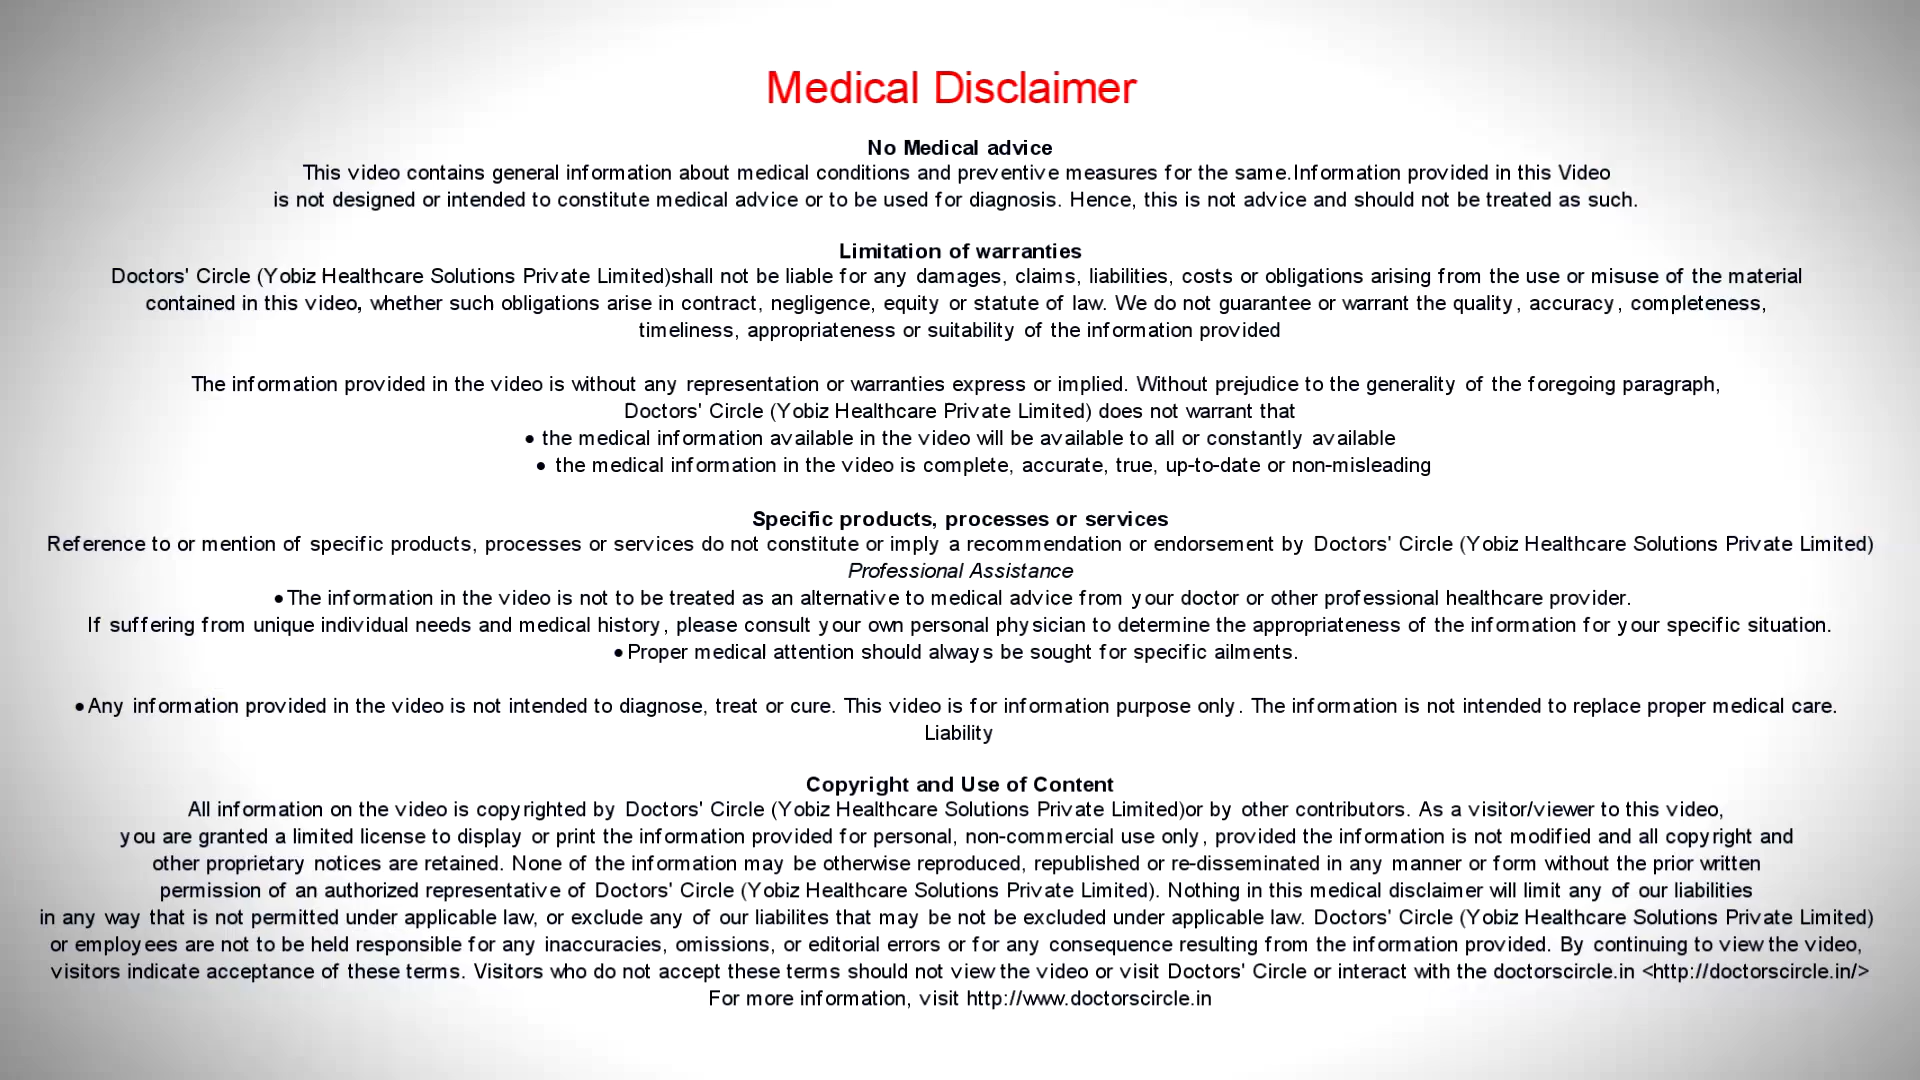 Medical Disclaimer
No Medical advice
This video contains general information about medical conditions and preventive measures for the same.Information provided in this Video
is not designed or intended to constitute medical advice or to be used for diagnosis. Hence, this is not advice and should not be treated as such.
Limitation of warranties
Doctors' Circle (Yobiz Healthcare Solutions Private Limited)shall not be liable for any damages, claims, liabilities, costs or obligations arising from the use or misuse of the material
contained in this video, whether such obligations arise in contract, negligence, equity or statute of law. We do not guarantee or warrant the quality, accuracy, completeness,
timeliness, appropriateness or suitability of the information provided
The information provided in the video is without any representation or warranties express or implied. Without prejudice to the generality of the foregoing paragraph,
Doctors' Circle (Yobiz Healthcare Private Limited) does not warrant that
• the medical information available in the video will be available to all or constantly available
• the medical information in the video is complete, accurate, true, up-to-date or non-misleading
Specific products, processes or services
Reference to or mention of specific products, processes or services do not constitute or imply a recommendation or endorsement by Doctors' Circle (Yobiz Healthcare Solutions Private Limited)
Professional Assistance
•The information in the video is not to be treated as an alternative to medical advice from your doctor or other professional healthcare provider.
If suffering from unique individual needs and medical history, please consult your own personal physician to determine the appropriateness of the information for your specific situation.
•Proper medical attention should always be sought for specific ailments.
•Any information provided in the video is not intended to diagnose, treat or cure. This video is for information purpose only. The information is not intended to replace proper medical care.
Liability
Copyright and Use of Content
All information on the video is copyrighted by Doctors' Circle (Yobiz Healthcare Solutions Private Limited)or by other contributors. As a visitor/viewer to this video,
you are granted a limited license to display or print the information provided for personal, non-commercial use only, provided the information is not modified and all copyright and
other proprietary notices are retained. None of the information may be otherwise reproduced, republished or re-disseminated in any manner or form without the prior written
permission of an authorized representative of Doctors' Circle (Yobiz Healthcare Solutions Private Limited). Nothing in this medical disclaimer will limit any of our liabilities
in any way that is not permitted under applicable law, or exclude any of our liabilites that may be not be excluded under applicable law. Doctors' Circle (Yobiz Healthcare Solutions Private Limited)
or employees are not to be held responsible for any inaccuracies, omissions, or editorial errors or for any consequence resulting from the information provided. By continuing to view the video,
visitors indicate acceptance of these terms. Visitors who do not accept these terms should not view the video or visit Doctors' Circle or interact with the doctorscircle.in <http://doctorscircle.in/>
For more information, visit http://www.doctorscircle.in